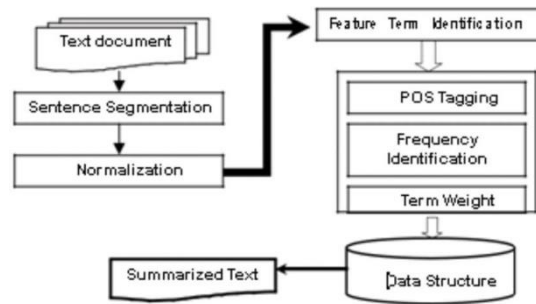 Text document
Sentence Segmentation
Normalization
Feature Term Identification
POS Tagging
Frequency
Identification
Term Weight
Data Structure
Summarized Text